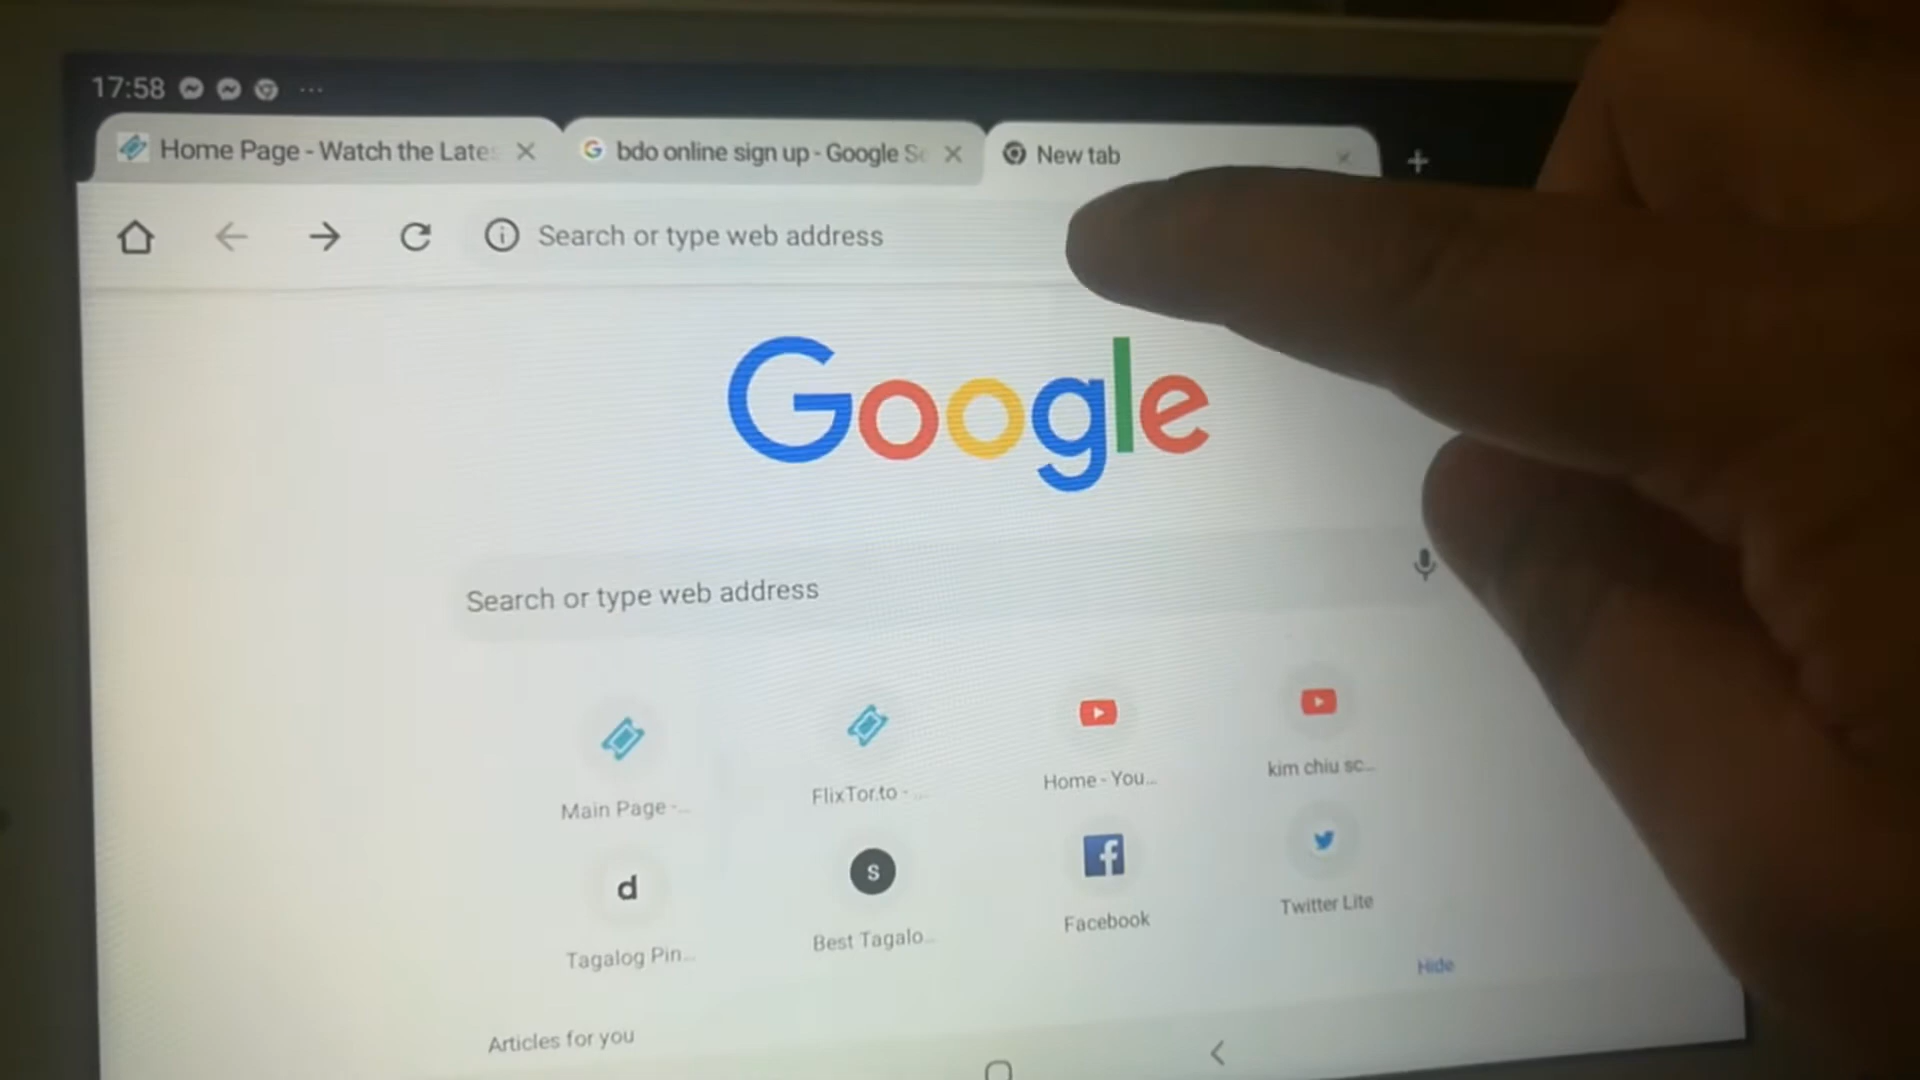 17:58
Home Page - Watch the Late
bdo online sign up - Google S
New tab
Search or type web address
Google
Search or type web address
Main Page -...
FlixTor.to - ...
Home - You...
kim chiu sc...
d
S
f
Tagalog Pin...
Best Tagalo...
Facebook
Twitter Lite
Hide
Articles for you